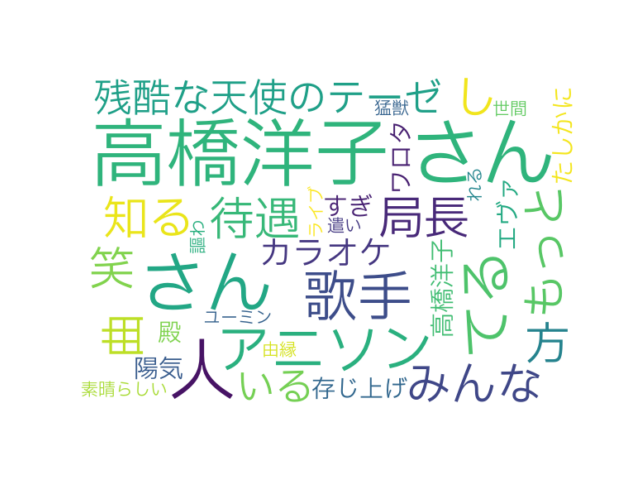 残酷な天使のテーゼ
猛獣
し
世間
たしかに
高橋洋子
さん
ワロタ
れる
エヴァ
知る
待遇
すぎ
遣い
ライブ
局長
もっと
笑
さん
謳わ
カラオケ
歌手
高橋洋子
てる
ユーミン
囲
殿
アニソン
由縁
方
陽気
人
素晴らしい
いる
存じ上げ
みんな